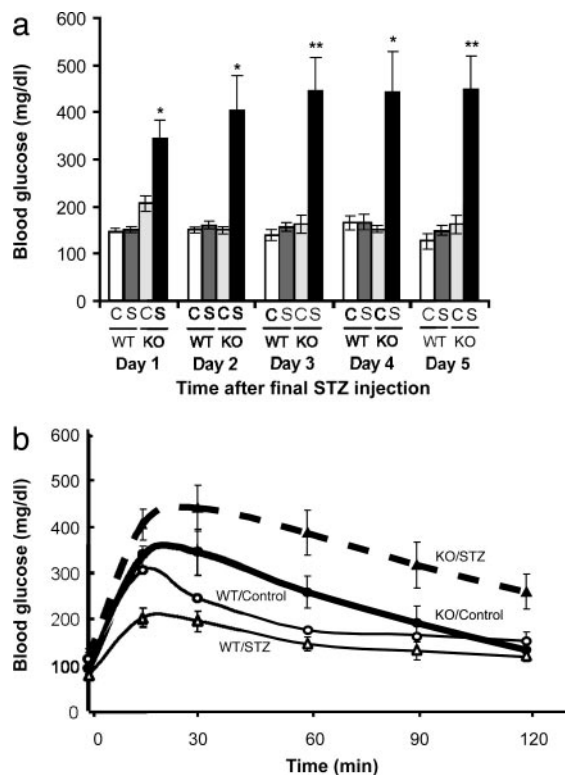 a
Blood glucose (mg/dl)
600
500
400
300
200
100
0
* * ** * **
C S C S C S C S C S C S C S C S C S C S
WT KO WT KO WT KO WT KO WT KO
Day 1 Day 2 Day 3 Day 4 Day 5
Time after final STZ injection
b
Blood glucose (mg/dl)
600
500
400
300
200
100
0
KO/STZ
WT/Control
KO/Control
WT/STZ
0 30 60 90 120
Time (min)